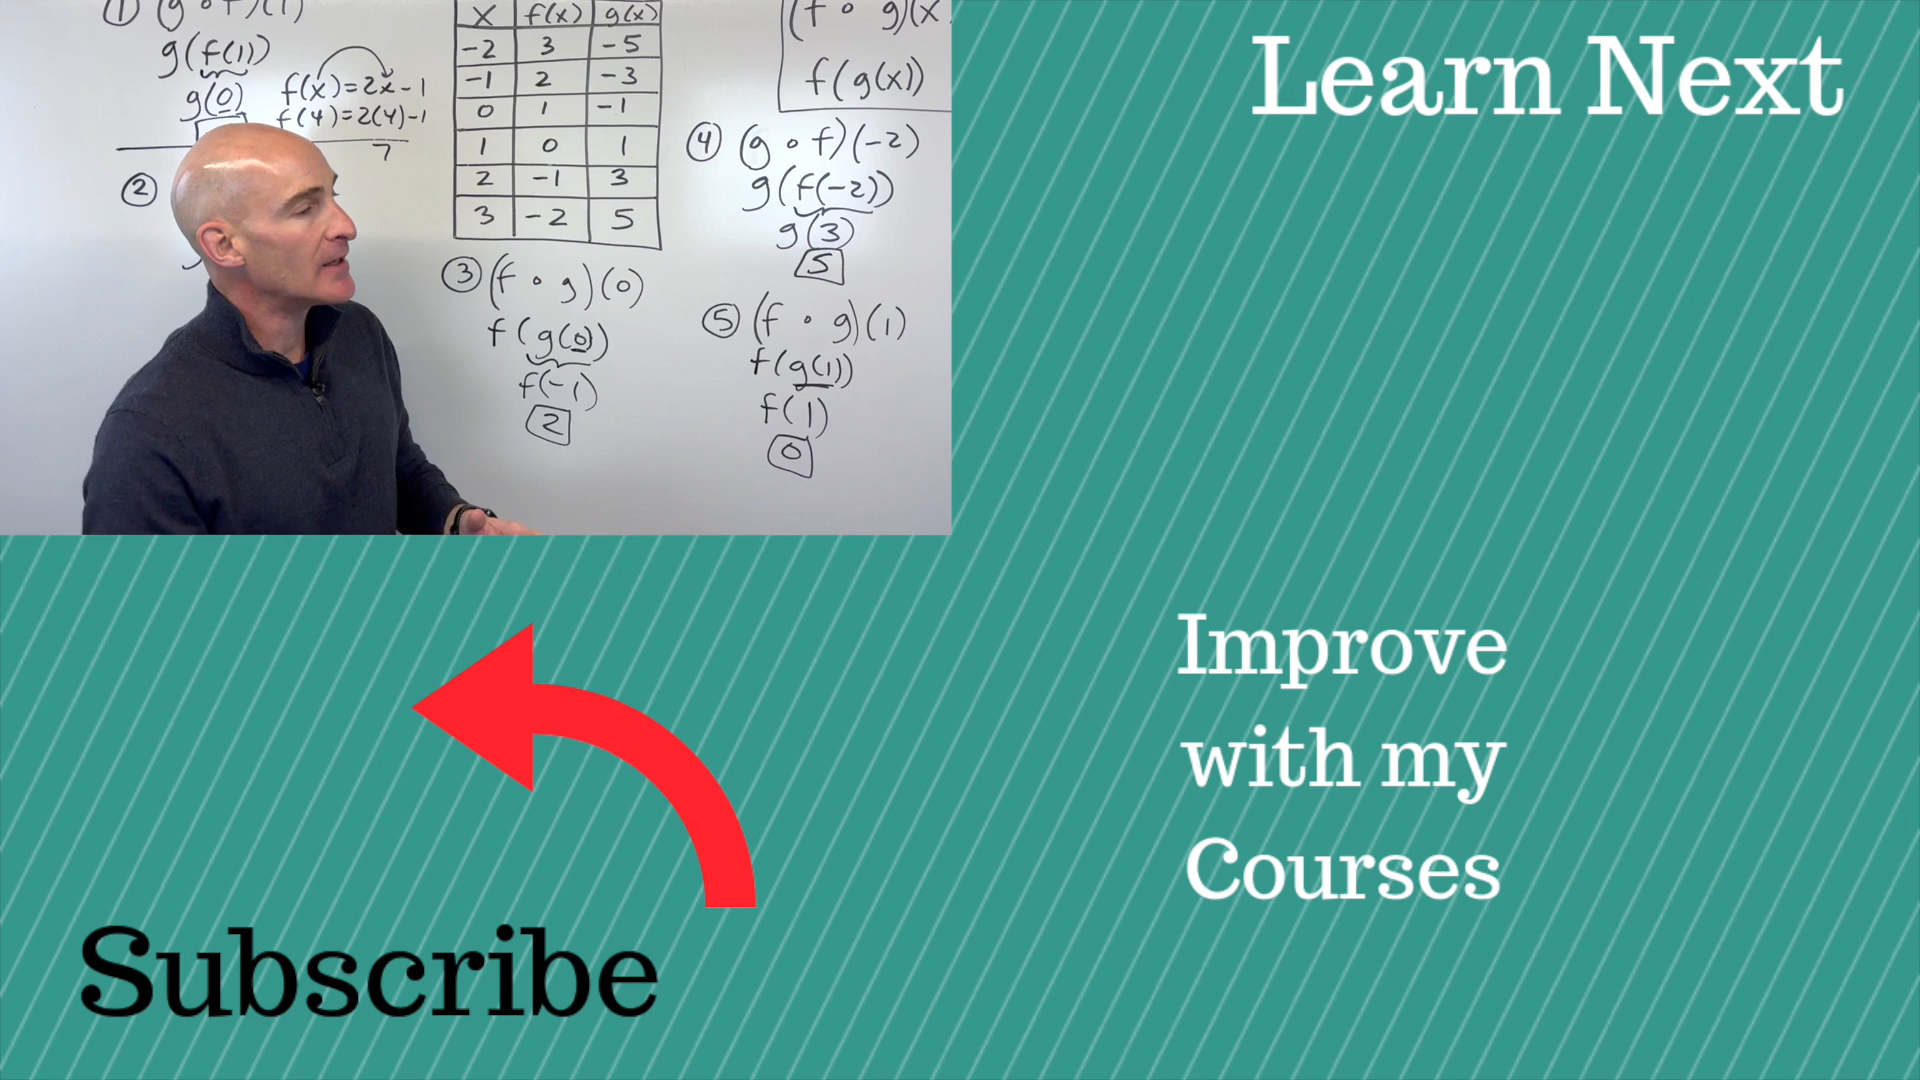 ① (g ∘ f)(1)
g(f(1))
g(0)
f(x)=2x-1
f(4)=2(4)-1
7
②
x f(x) g(x)
-2 3 -5
-1 2 -3
0 1 -1
1 0 1
2 -1 3
3 -2 5
③ (f ∘ g)(0)
f(g(0))
f(-1)
2
(f ∘ g)(x
f(g(x))
④ (g ∘ f)(-2)
g(f(-2))
g(3)
5
⑤ (f ∘ g)(1)
f(g(1))
f(1)
0
Learn Next
Improve
with my
Courses
Subscribe